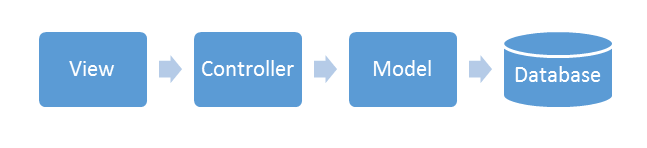 View
Controller
Model
Database